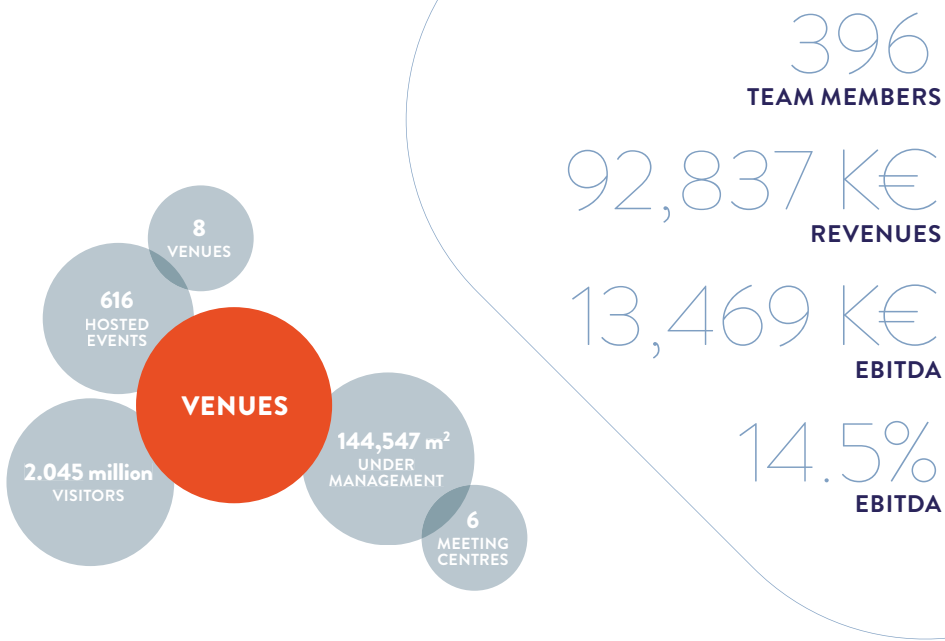 396
TEAM MEMBERS
92,837 K€
REVENUES
13,469 K€
EBITDA
14.5%
EBITDA
8
VENUES
616
HOSTED
EVENTS
VENUES
2.045 million
VISITORS
144,547 m²
UNDER
MANAGEMENT
6
MEETING
CENTRES